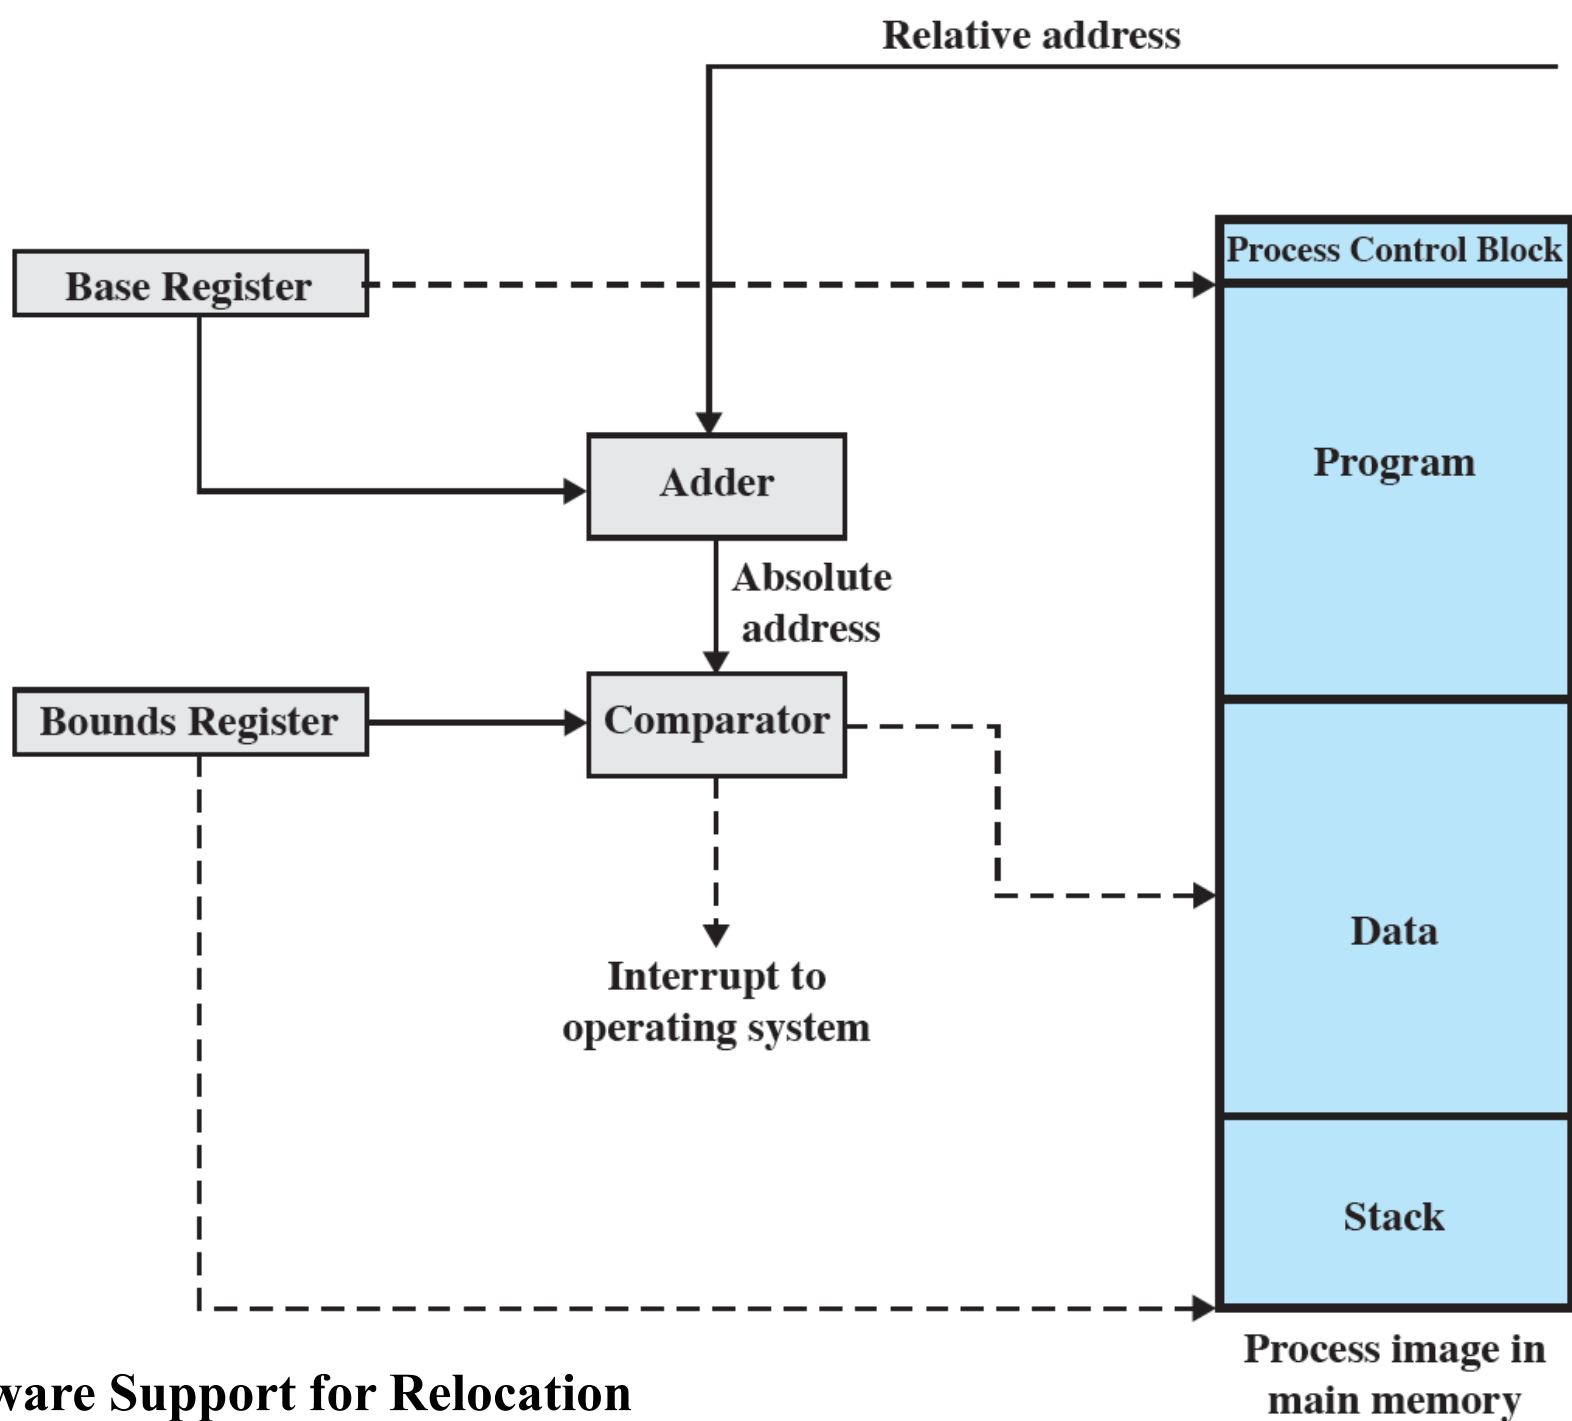 Relative address
Process Control Block
Base Register
Program
Adder
Absolute
address
Bounds Register
Comparator
Data
Interrupt to
operating system
Stack
Process image in
main memory
ware Support for Relocation